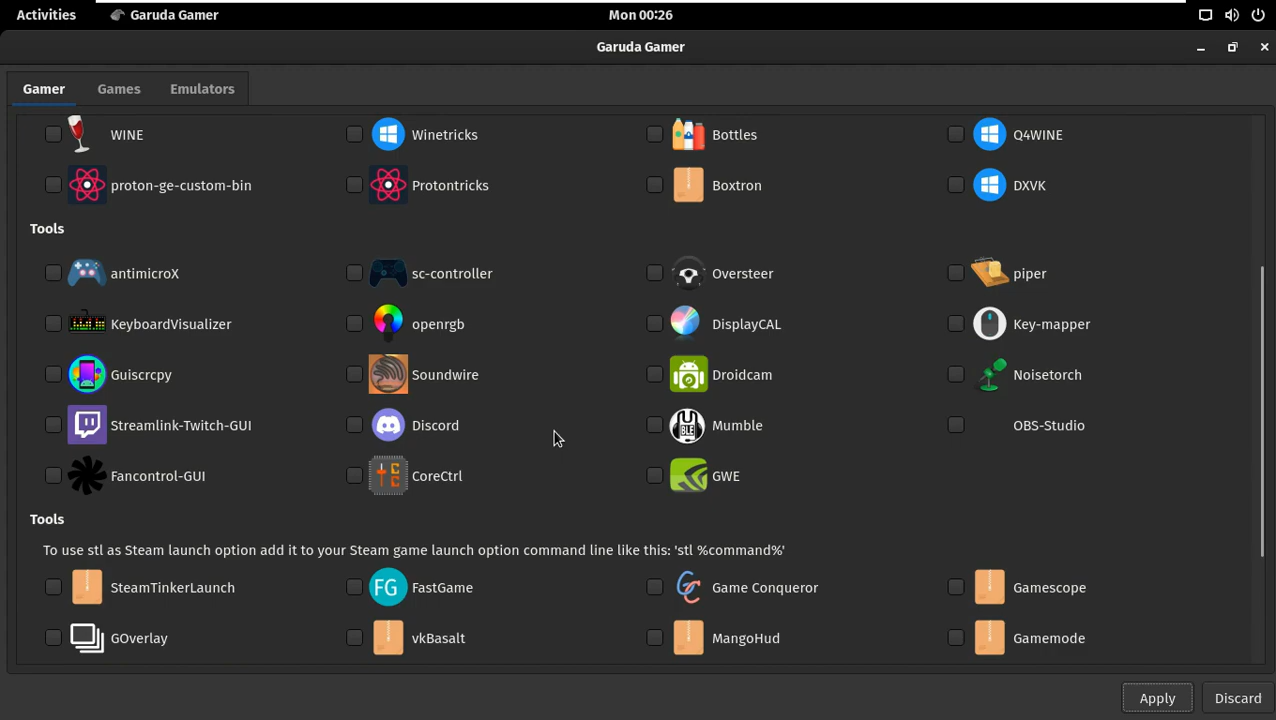 Activities Garuda Gamer Mon 00:26
Garuda Gamer
Gamer Games Emulators
WINE Winetricks Bottles Q4WINE
proton-ge-custom-bin Protontricks Boxtron DXVK
Tools
antimicroX sc-controller Oversteer piper
KeyboardVisualizer openrgb DisplayCAL Key-mapper
Guiscrcpy Soundwire Droidcam Noisetorch
Streamlink-Twitch-GUI Discord BLE Mumble OBS-Studio
Fancontrol-GUI CoreCtrl GWE
Tools
To use stl as Steam launch option add it to your Steam game launch option command line like this: 'stl %command%'
SteamTinkerLaunch FG FastGame Game Conqueror Gamescope
GOverlay vkBasalt MangoHud Gamemode
Apply Discard